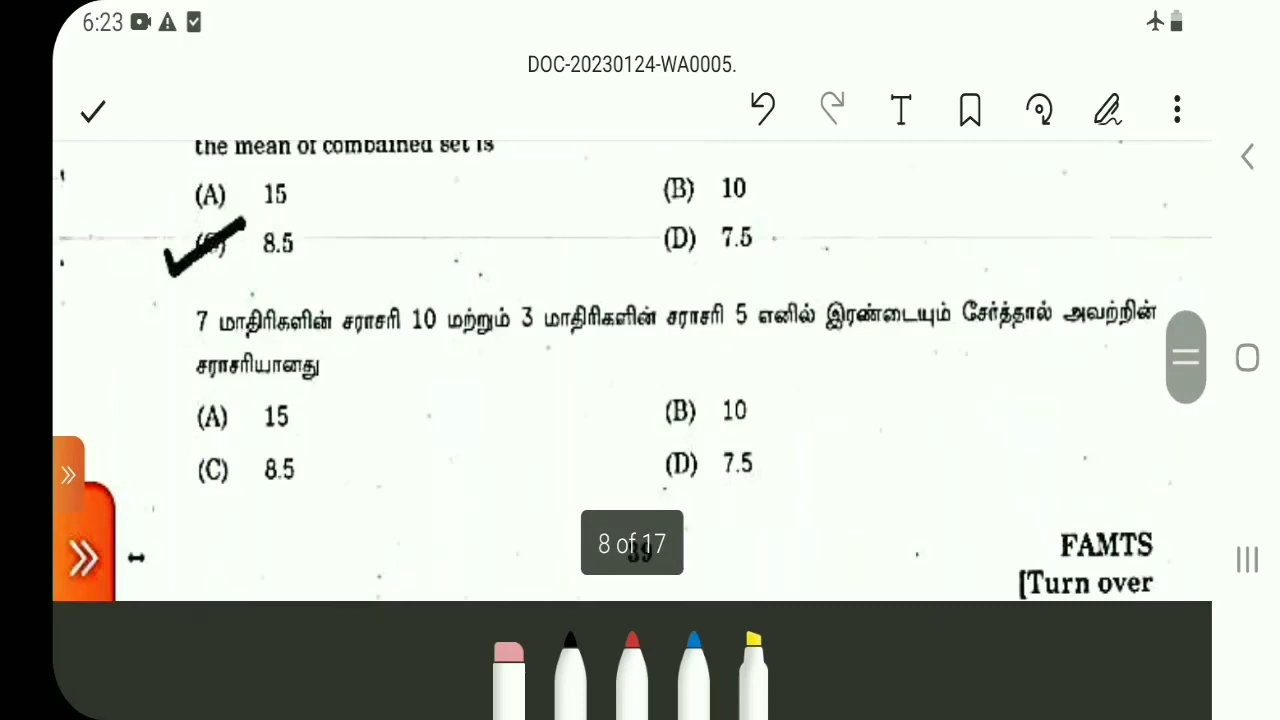 6:23
DOC-20230124-WA0005.
the mean of combained set is
(A) 15 (B) 10
(C) 8.5 (D) 7.5
7 மாதிரிகளின் சராசரி 10 மற்றும் 3 மாதிரிகளின் சராசரி 5 எனில் இரண்டையும் சேர்த்தால் அவற்றின்
சராசரியானது
(A) 15 (B) 10
(C) 8.5 (D) 7.5
8 of 17
39
FAMTS
[Turn over